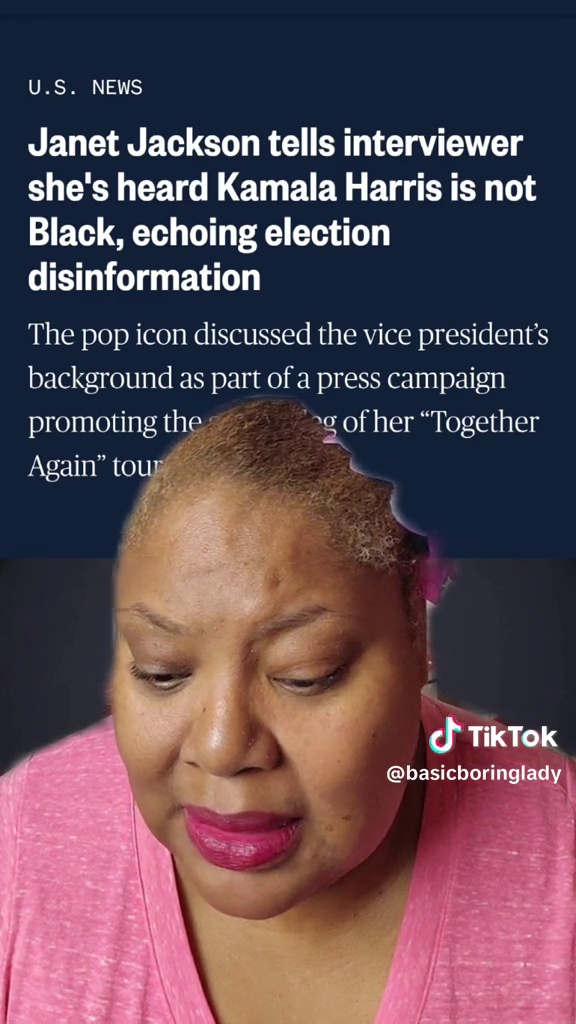 U.S. NEWS
Janet Jackson tells interviewer
she's heard Kamala Harris is not
Black, echoing election
disinformation
The pop icon discussed the vice president's
background as part of a press campaign
promoting the of her “Together
Again” tour
TikTok
@basicboringlady